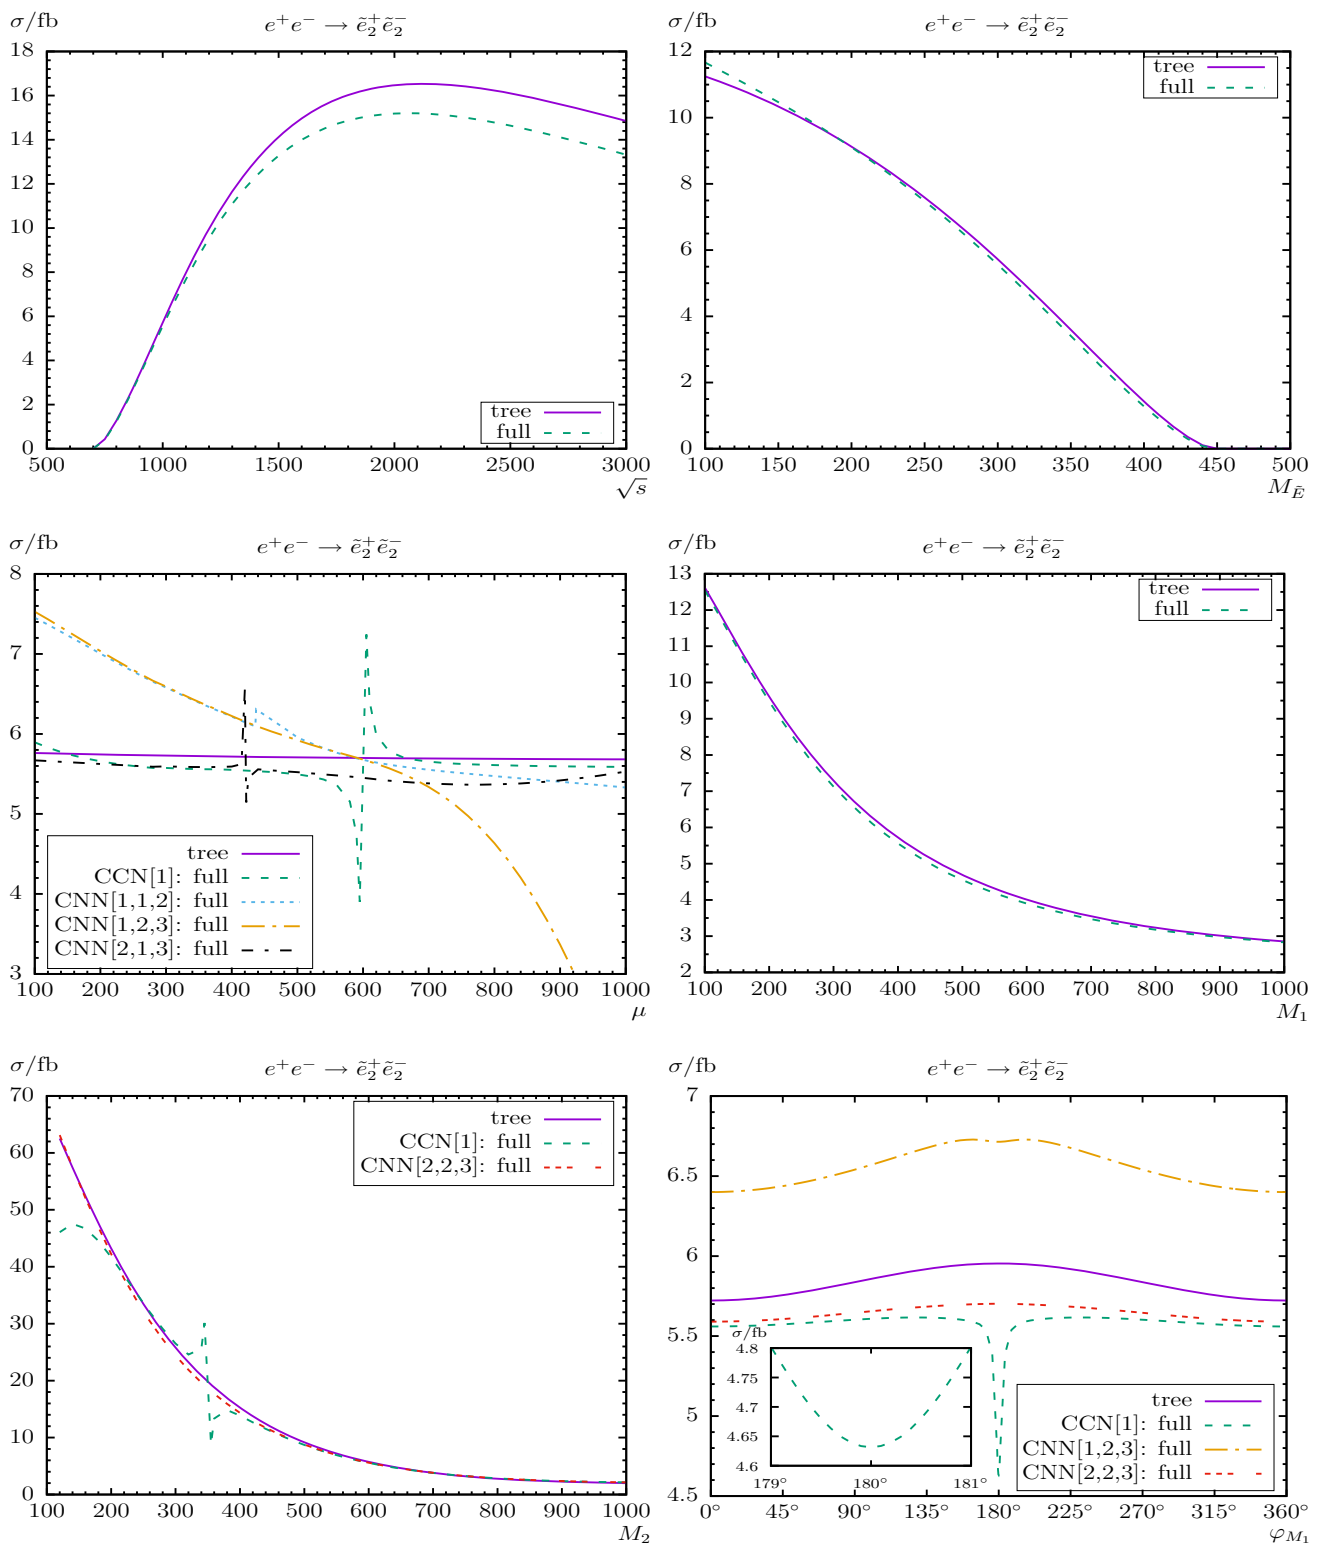 σ/fb
e⁺e⁻ → ẽ₂⁺ẽ₂⁻
18
16
14
12
10
8
6
4
2
0
tree
full
500 1000 1500 2000 2500 3000
√s
σ/fb
e⁺e⁻ → ẽ₂⁺ẽ₂⁻
12
10
8
6
4
2
0
tree
full
100 150 200 250 300 350 400 450 500
M_Ẽ
σ/fb
e⁺e⁻ → ẽ₂⁺ẽ₂⁻
8
7
6
5
4
3
tree
CCN[1]: full
CNN[1,1,2]: full
CNN[1,2,3]: full
CNN[2,1,3]: full
100 200 300 400 500 600 700 800 900 1000
μ
σ/fb
e⁺e⁻ → ẽ₂⁺ẽ₂⁻
13
12
11
10
9
8
7
6
5
4
3
2
tree
full
100 200 300 400 500 600 700 800 900 1000
M₁
σ/fb
e⁺e⁻ → ẽ₂⁺ẽ₂⁻
70
60
50
40
30
20
10
0
tree
CCN[1]: full
CNN[2,2,3]: full
100 200 300 400 500 600 700 800 900 1000
M₂
σ/fb
e⁺e⁻ → ẽ₂⁺ẽ₂⁻
7
6.5
6
5.5
5
4.5
σ/fb
4.8
4.75
4.7
4.65
4.6
179° 180° 181°
tree
CCN[1]: full
CNN[1,2,3]: full
CNN[2,2,3]: full
0° 45° 90° 135° 180° 225° 270° 315° 360°
φ_M₁